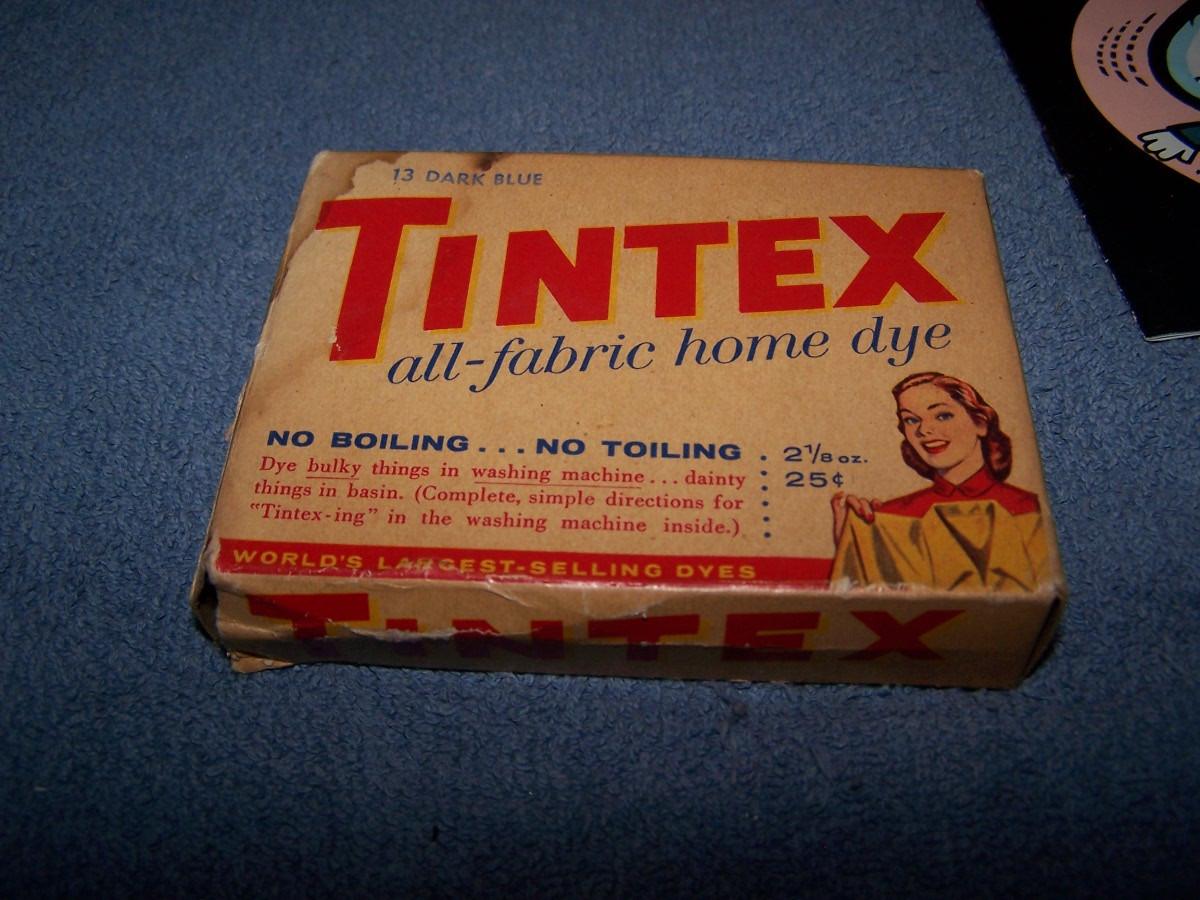 13 DARK BLUE
TINTEX
all-fabric home dye
NO BOILING... NO TOILING
Dye bulky things in washing machine... dainty
things in basin. (Complete, simple directions for
"Tintex-ing" in the washing machine inside.)
2 1/8 oz.
25¢
WORLD'S LARGEST-SELLING DYES
TINTEX